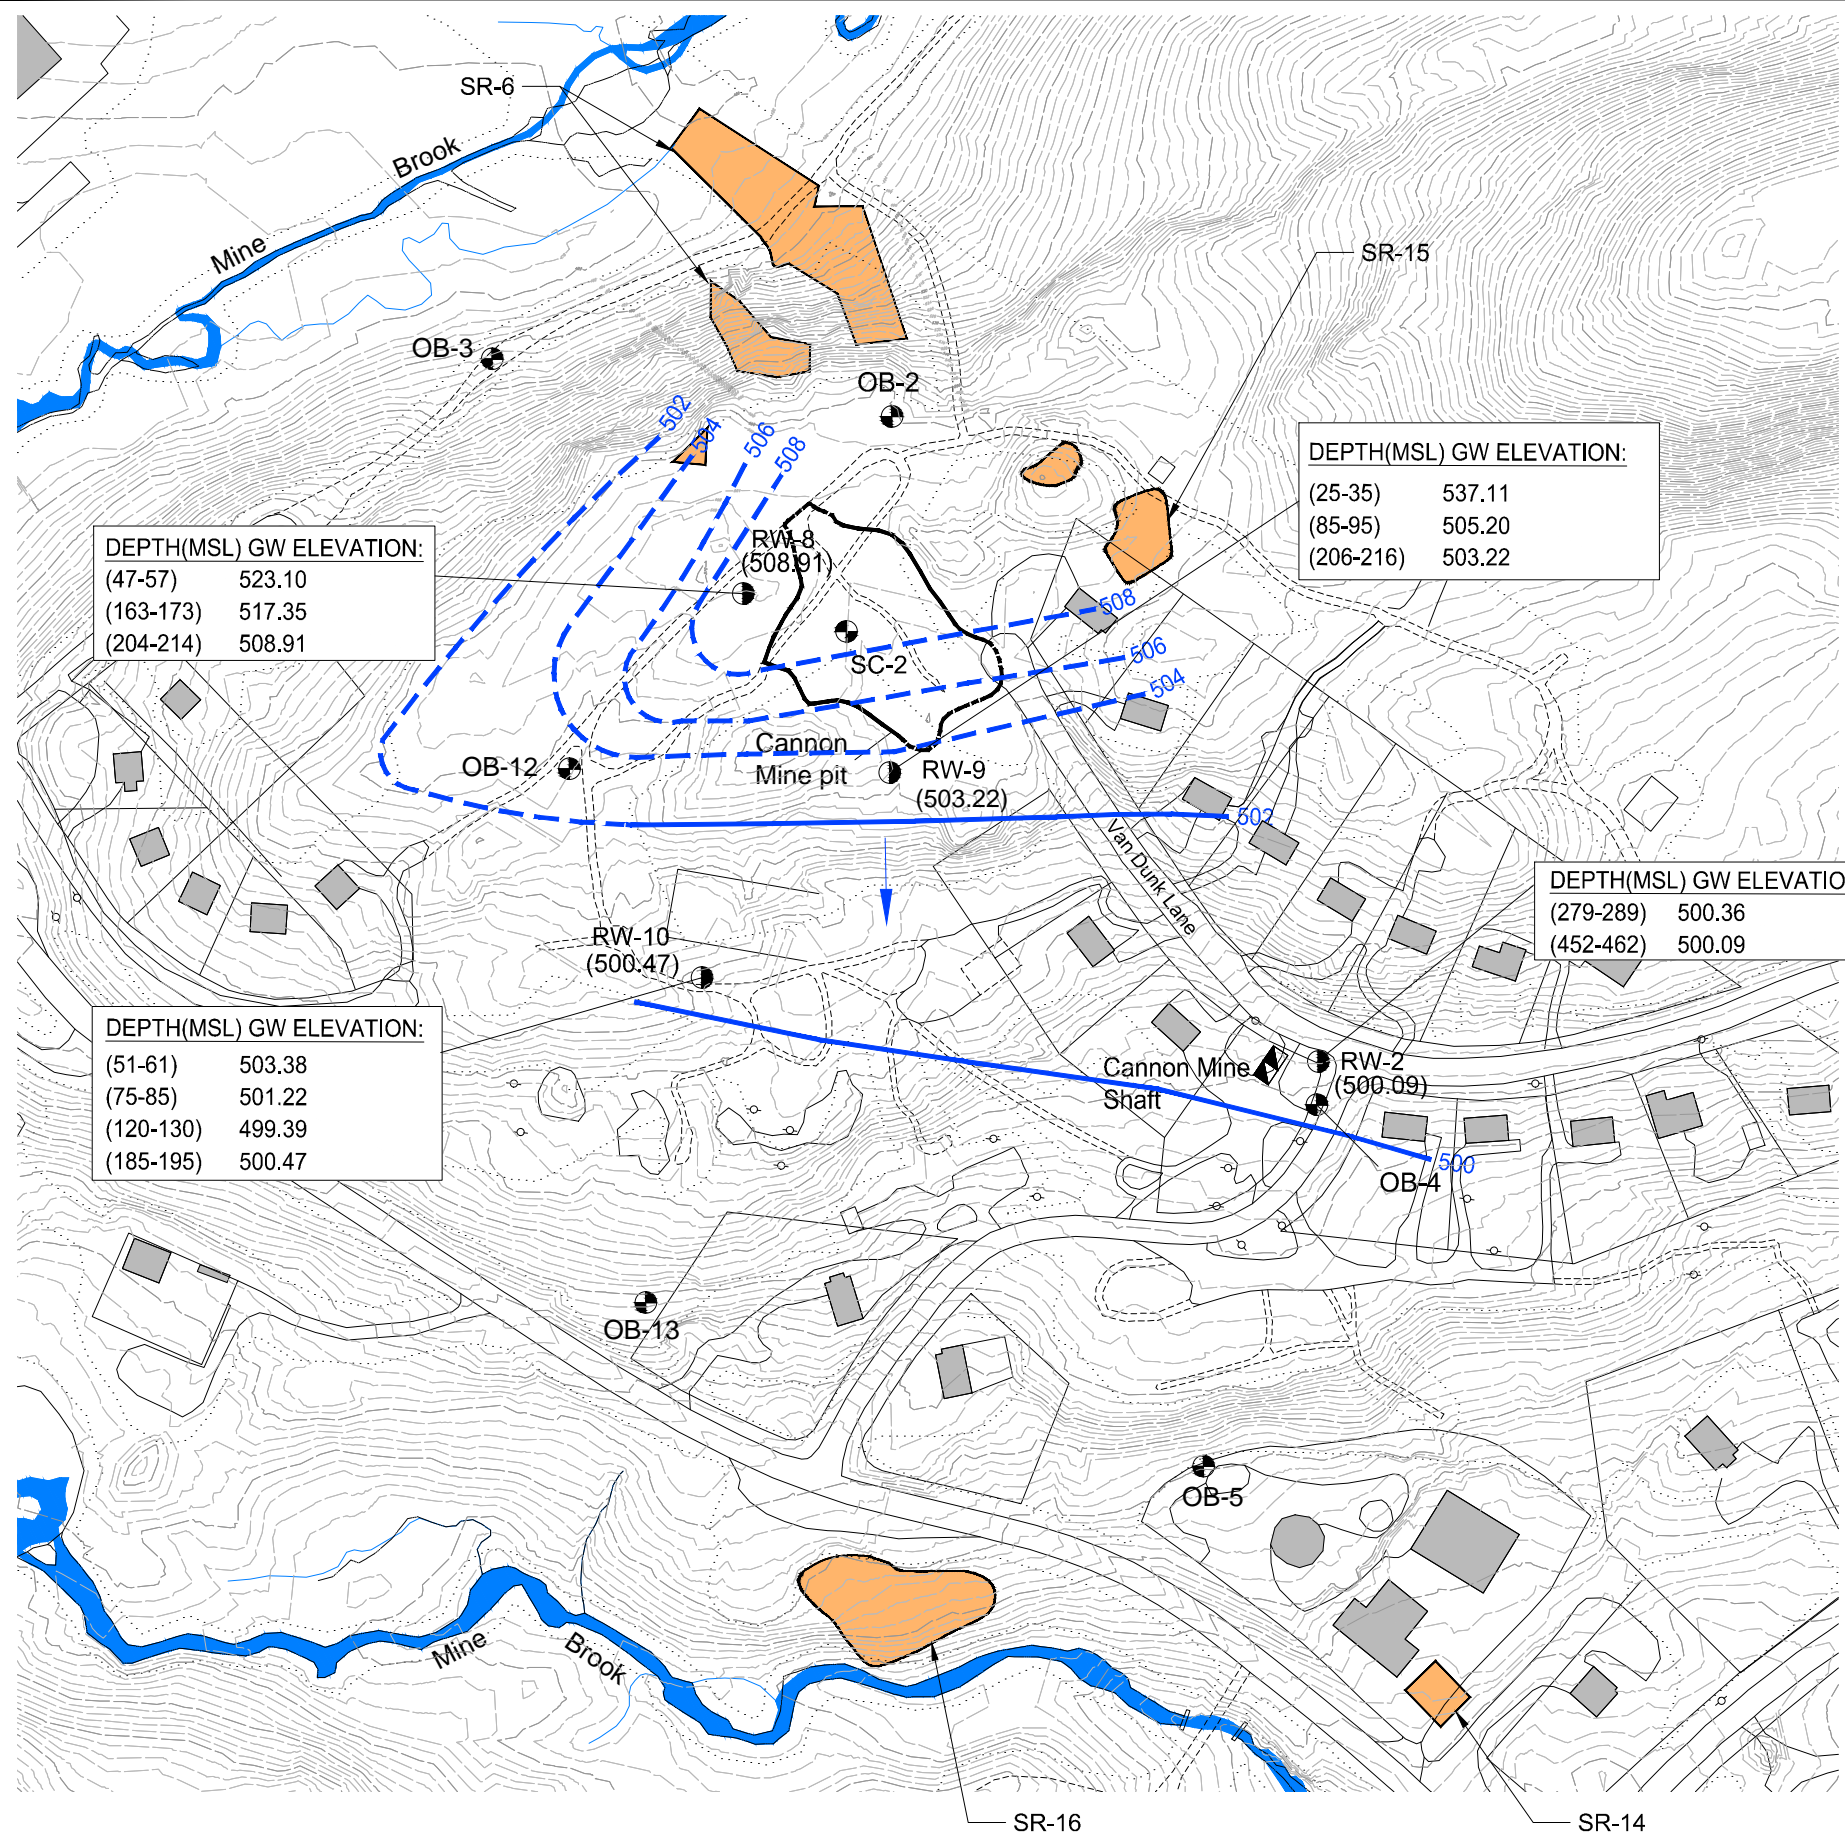 SR-6
Brook
Mine
SR-15
OB-3
OB-2
502
504
506
508
DEPTH(MSL) GW ELEVATION:
(25-35) 537.11
(85-95) 505.20
(206-216) 503.22
DEPTH(MSL) GW ELEVATION:
(47-57) 523.10
(163-173) 517.35
(204-214) 508.91
RW-8
(508.91)
508
SC-2
506
504
Cannon
Mine pit
OB-12
RW-9
(503.22)
502
Van Dunk Lane
DEPTH(MSL) GW ELEVATIO
(279-289) 500.36
(452-462) 500.09
RW-10
(500.47)
DEPTH(MSL) GW ELEVATION:
(51-61) 503.38
(75-85) 501.22
(120-130) 499.39
(185-195) 500.47
Cannon Mine
Shaft
RW-2
(500.09)
500
OB-4
OB-13
OB-5
Mine
Brook
SR-16
SR-14